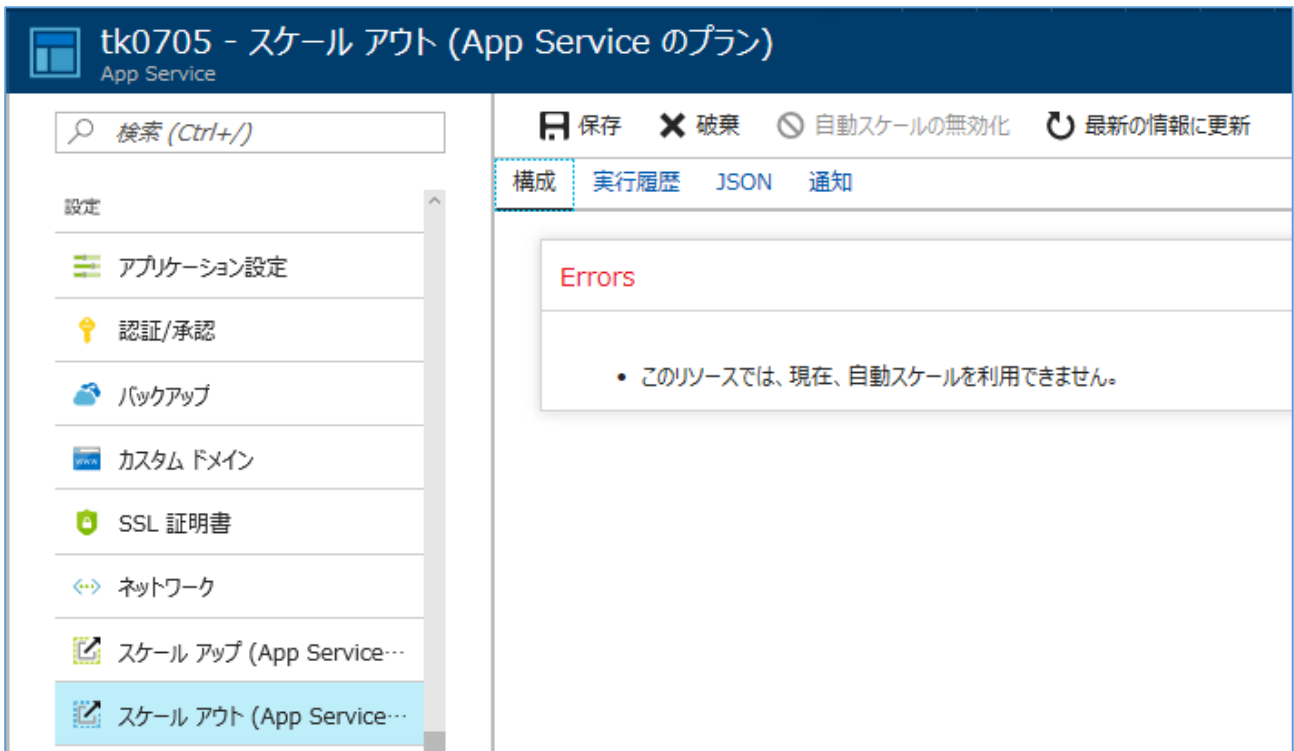 tk0705 - スケール アウト (App Service のプラン)
App Service
検索 (Ctrl+/)
保存 破棄 自動スケールの無効化 最新の情報に更新
構成 実行履歴 JSON 通知
設定
アプリケーション設定
認証/承認
バックアップ
カスタム ドメイン
SSL 証明書
ネットワーク
スケール アップ (App Service…
スケール アウト (App Service…
Errors
• このリソースでは、現在、自動スケールを利用できません。